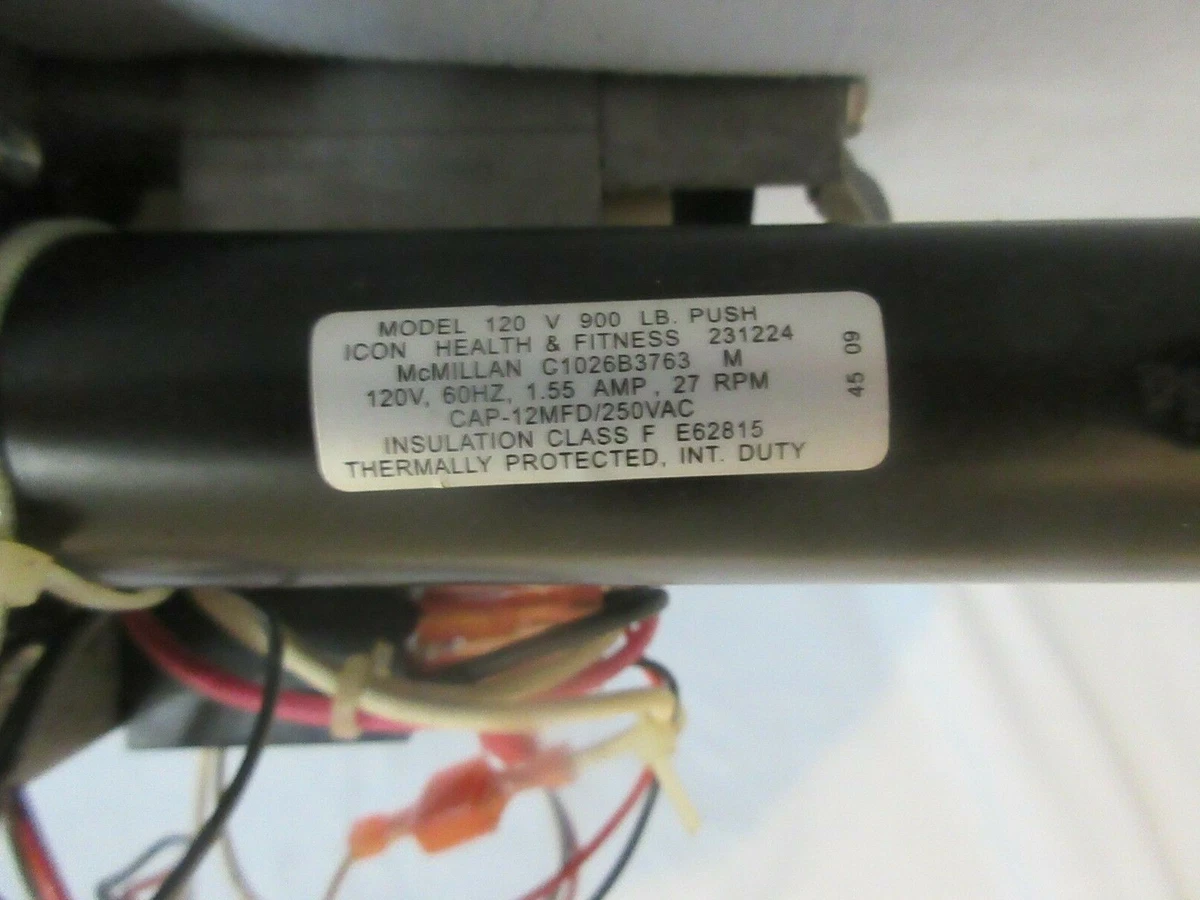 MODEL 120 V 900 LB. PUSH
ICON HEALTH & FITNESS 231224
McMILLAN C1026B3763 M
120V, 60HZ, 1.55 AMP, 27 RPM
CAP-12MFD/250VAC
INSULATION CLASS F E62815
THERMALLY PROTECTED, INT. DUTY
45 09